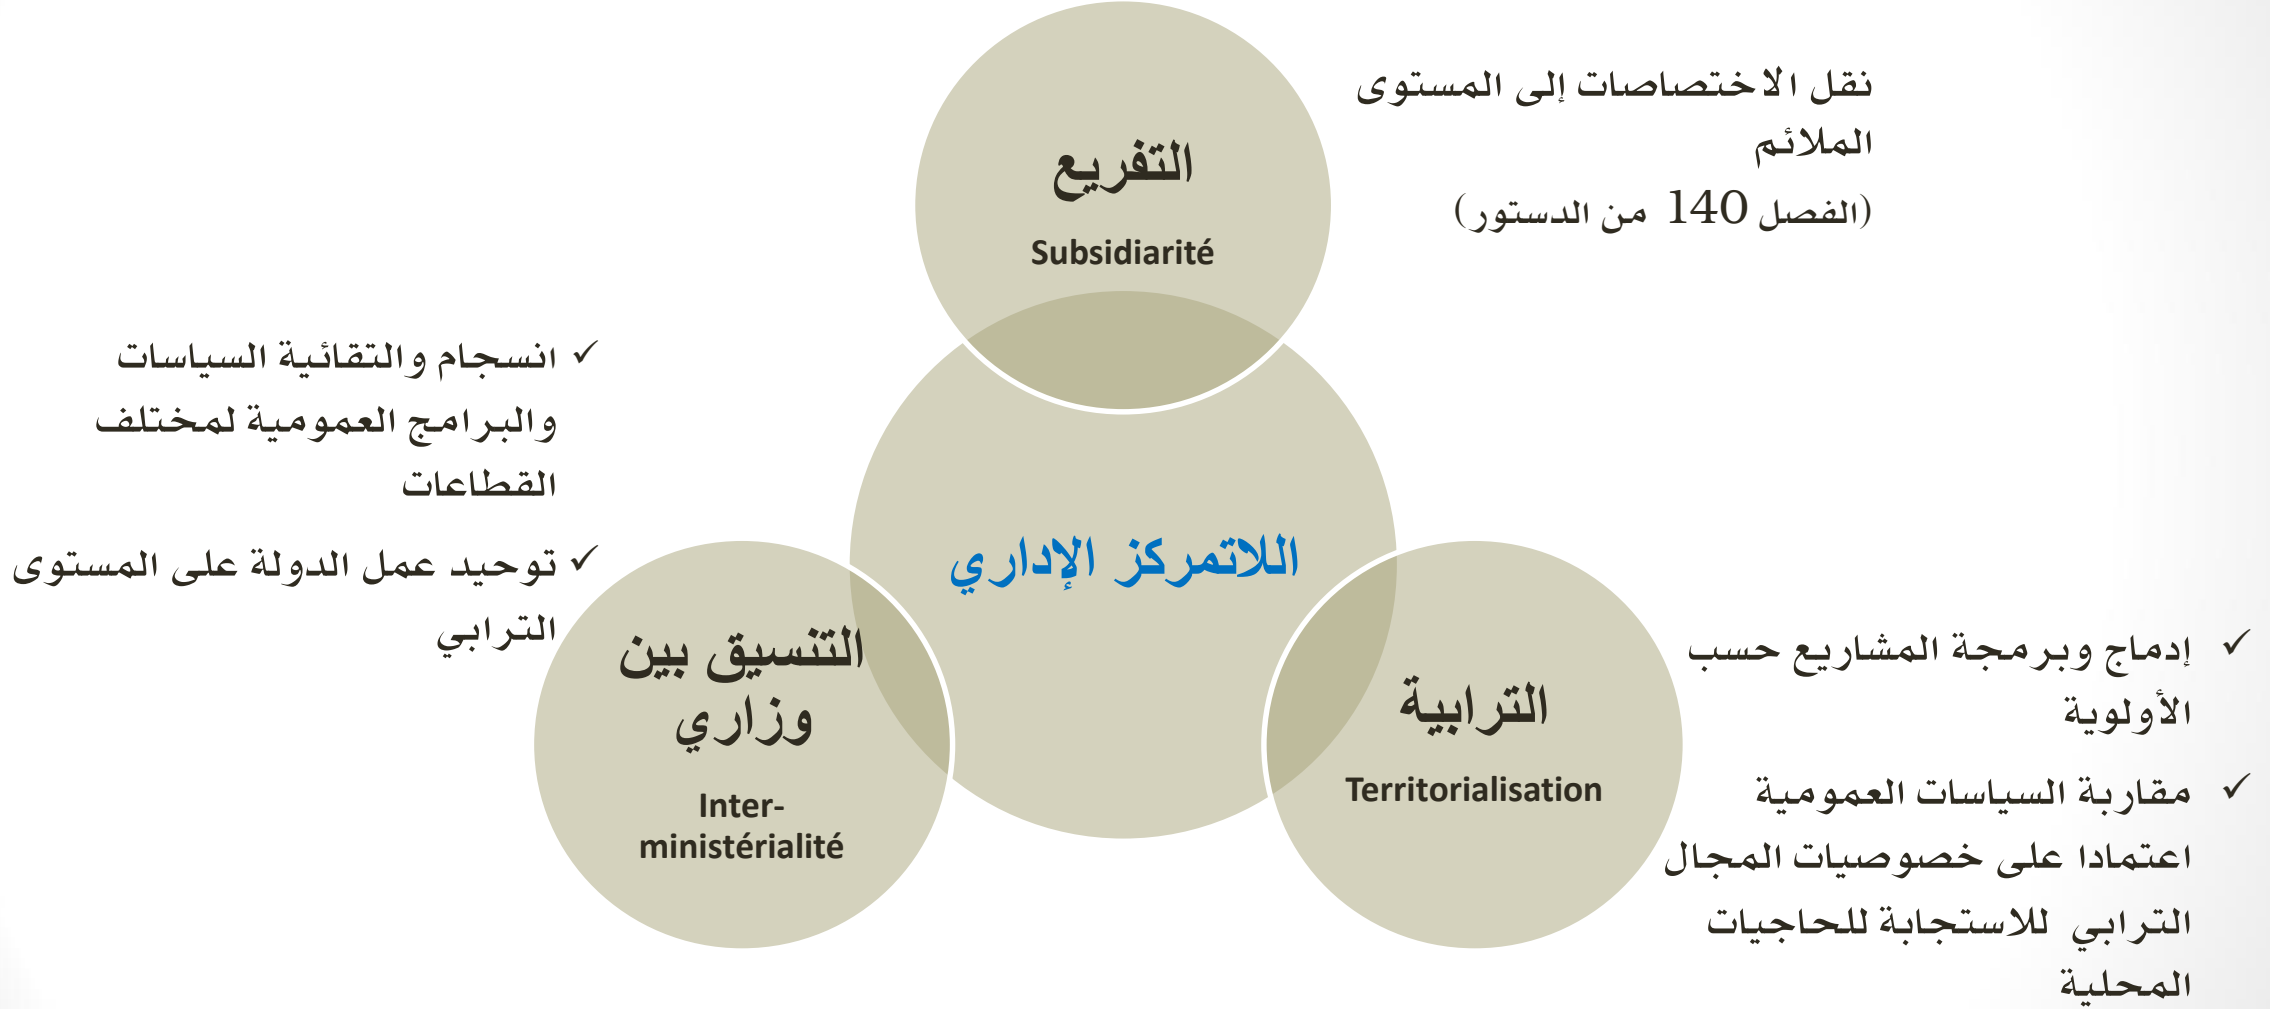 التفريع
Subsidiarité
نقل الاختصاصات إلى المستوى
الملائم
(الفصل 140 من الدستور)
اللاتمركز الإداري
✓ انسجام والتقائية السياسات
والبرامج العمومية لمختلف
القطاعات
✓ توحيد عمل الدولة على المستوى
الترابي
التنسيق بين
وزاري
Inter-
ministérialité
الترابية
Territorialisation
✓ إدماج وبرمجة المشاريع حسب
الأولوية
✓ مقاربة السياسات العمومية
اعتمادا على خصوصيات المجال
الترابي للاستجابة للحاجيات
المحلية